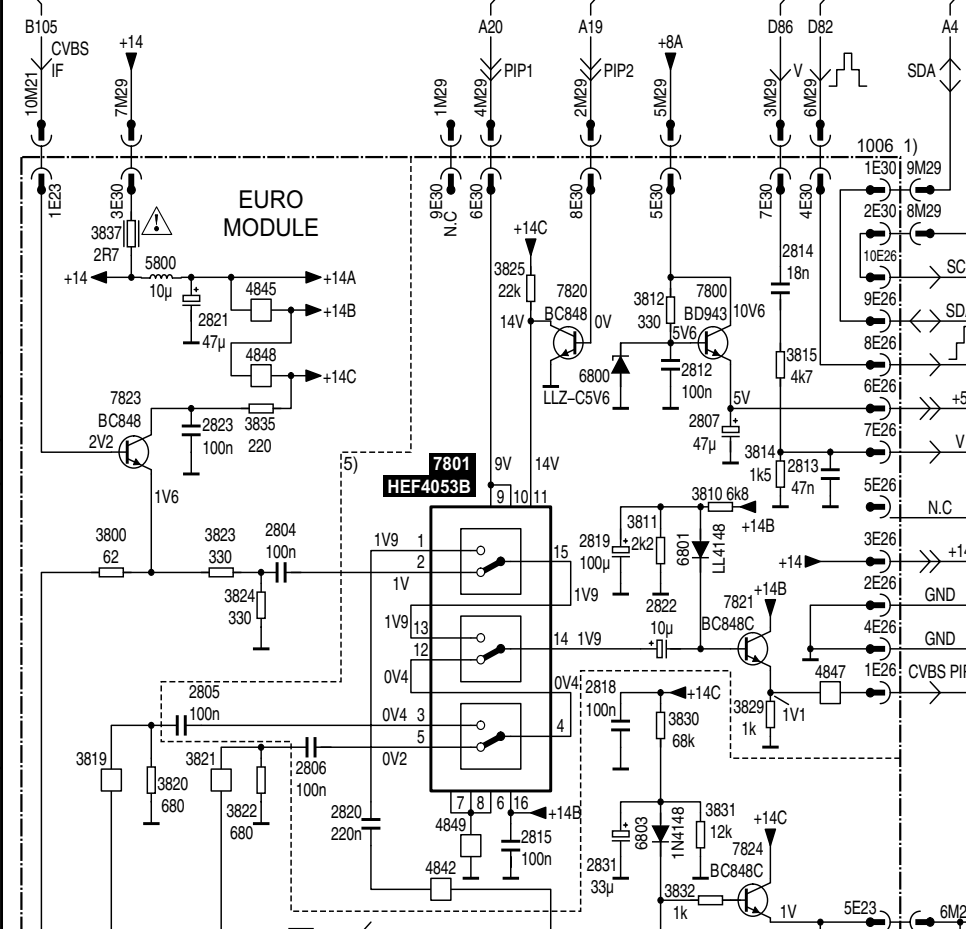 B105
A20
A19
D86
D82
A4
CVBS
IF
+14
PIP1
PIP2
+8A
V
SDA
10M21
7M29
1M29
4M29
2M29
5M29
3M29
6M29
1006 1)
1E30
9M29
1E23
3E30
9E30
N.C
6E30
8E30
5E30
7E30
4E30
2E30
8M29
EURO
MODULE
3837
2R7
+14
5800
10µ
+14A
4845
+14B
2821
47µ
4848
+14C
+14C
3825
22k
14V
7820
BC848
0V
3812
330
5V6
7800
BD943
10V6
2814
18n
10E26
SC
9E26
SD
8E26
6800
LLZ-C5V6
2812
100n
3815
4k7
5V
2807
47µ
6E26
+5
7E26
V
7823
BC848
2V2
2823
100n
3835
220
1V6
5)
7801
HEF4053B
9V
14V
9
10
11
3814
1k5
2813
47n
5E26
N.C
3810 6k8
+14B
3811
2k2
2819
100µ
6801
LL4148
3E26
+14
+14
3800
62
3823
330
2804
100n
1V9
1
2
1V
15
1V9
3824
330
1V9
13
12
0V4
14
1V9
2822
10µ
7821
BC848C
+14B
2E26
GND
4E26
GND
1E26
CVBS PIP
4847
3829
1k
1V1
2805
100n
0V4
3
5
0V2
0V4
4
2818
100n
+14C
3830
68k
3819
3820
680
3821
3822
680
2806
100n
2820
220n
7
8
6
16
+14B
4849
2815
100n
4842
2831
33µ
6803
1N4148
3831
12k
+14C
7824
BC848C
3832
1k
1V
5E23
6M2